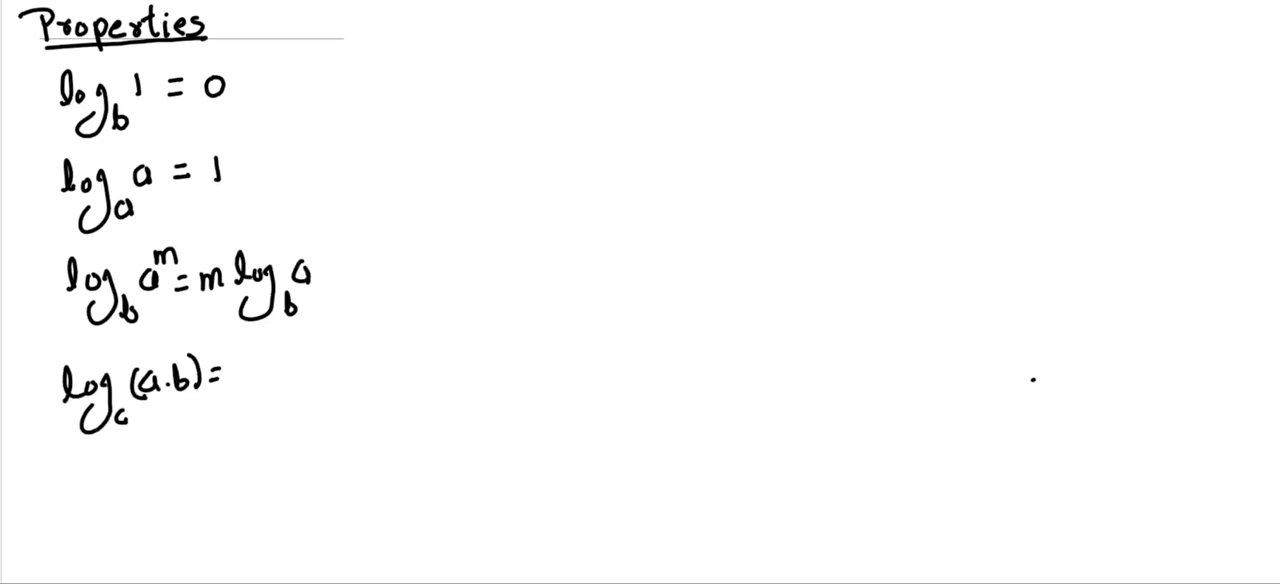 Properties
log_b 1 = 0
log_a a = 1
log_b a^m = m log_b a
log_c (a.b) =